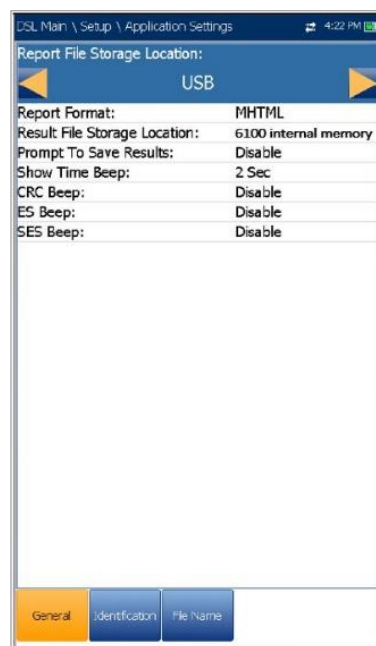 DSL Main \ Setup \ Application Settings 4:22 PM
Report File Storage Location:
USB
Report Format: MHTML
Result File Storage Location: 6100 internal memory
Prompt To Save Results: Disable
Show Time Beep: 2 Sec
CRC Beep: Disable
ES Beep: Disable
SES Beep: Disable
General Identification File Name